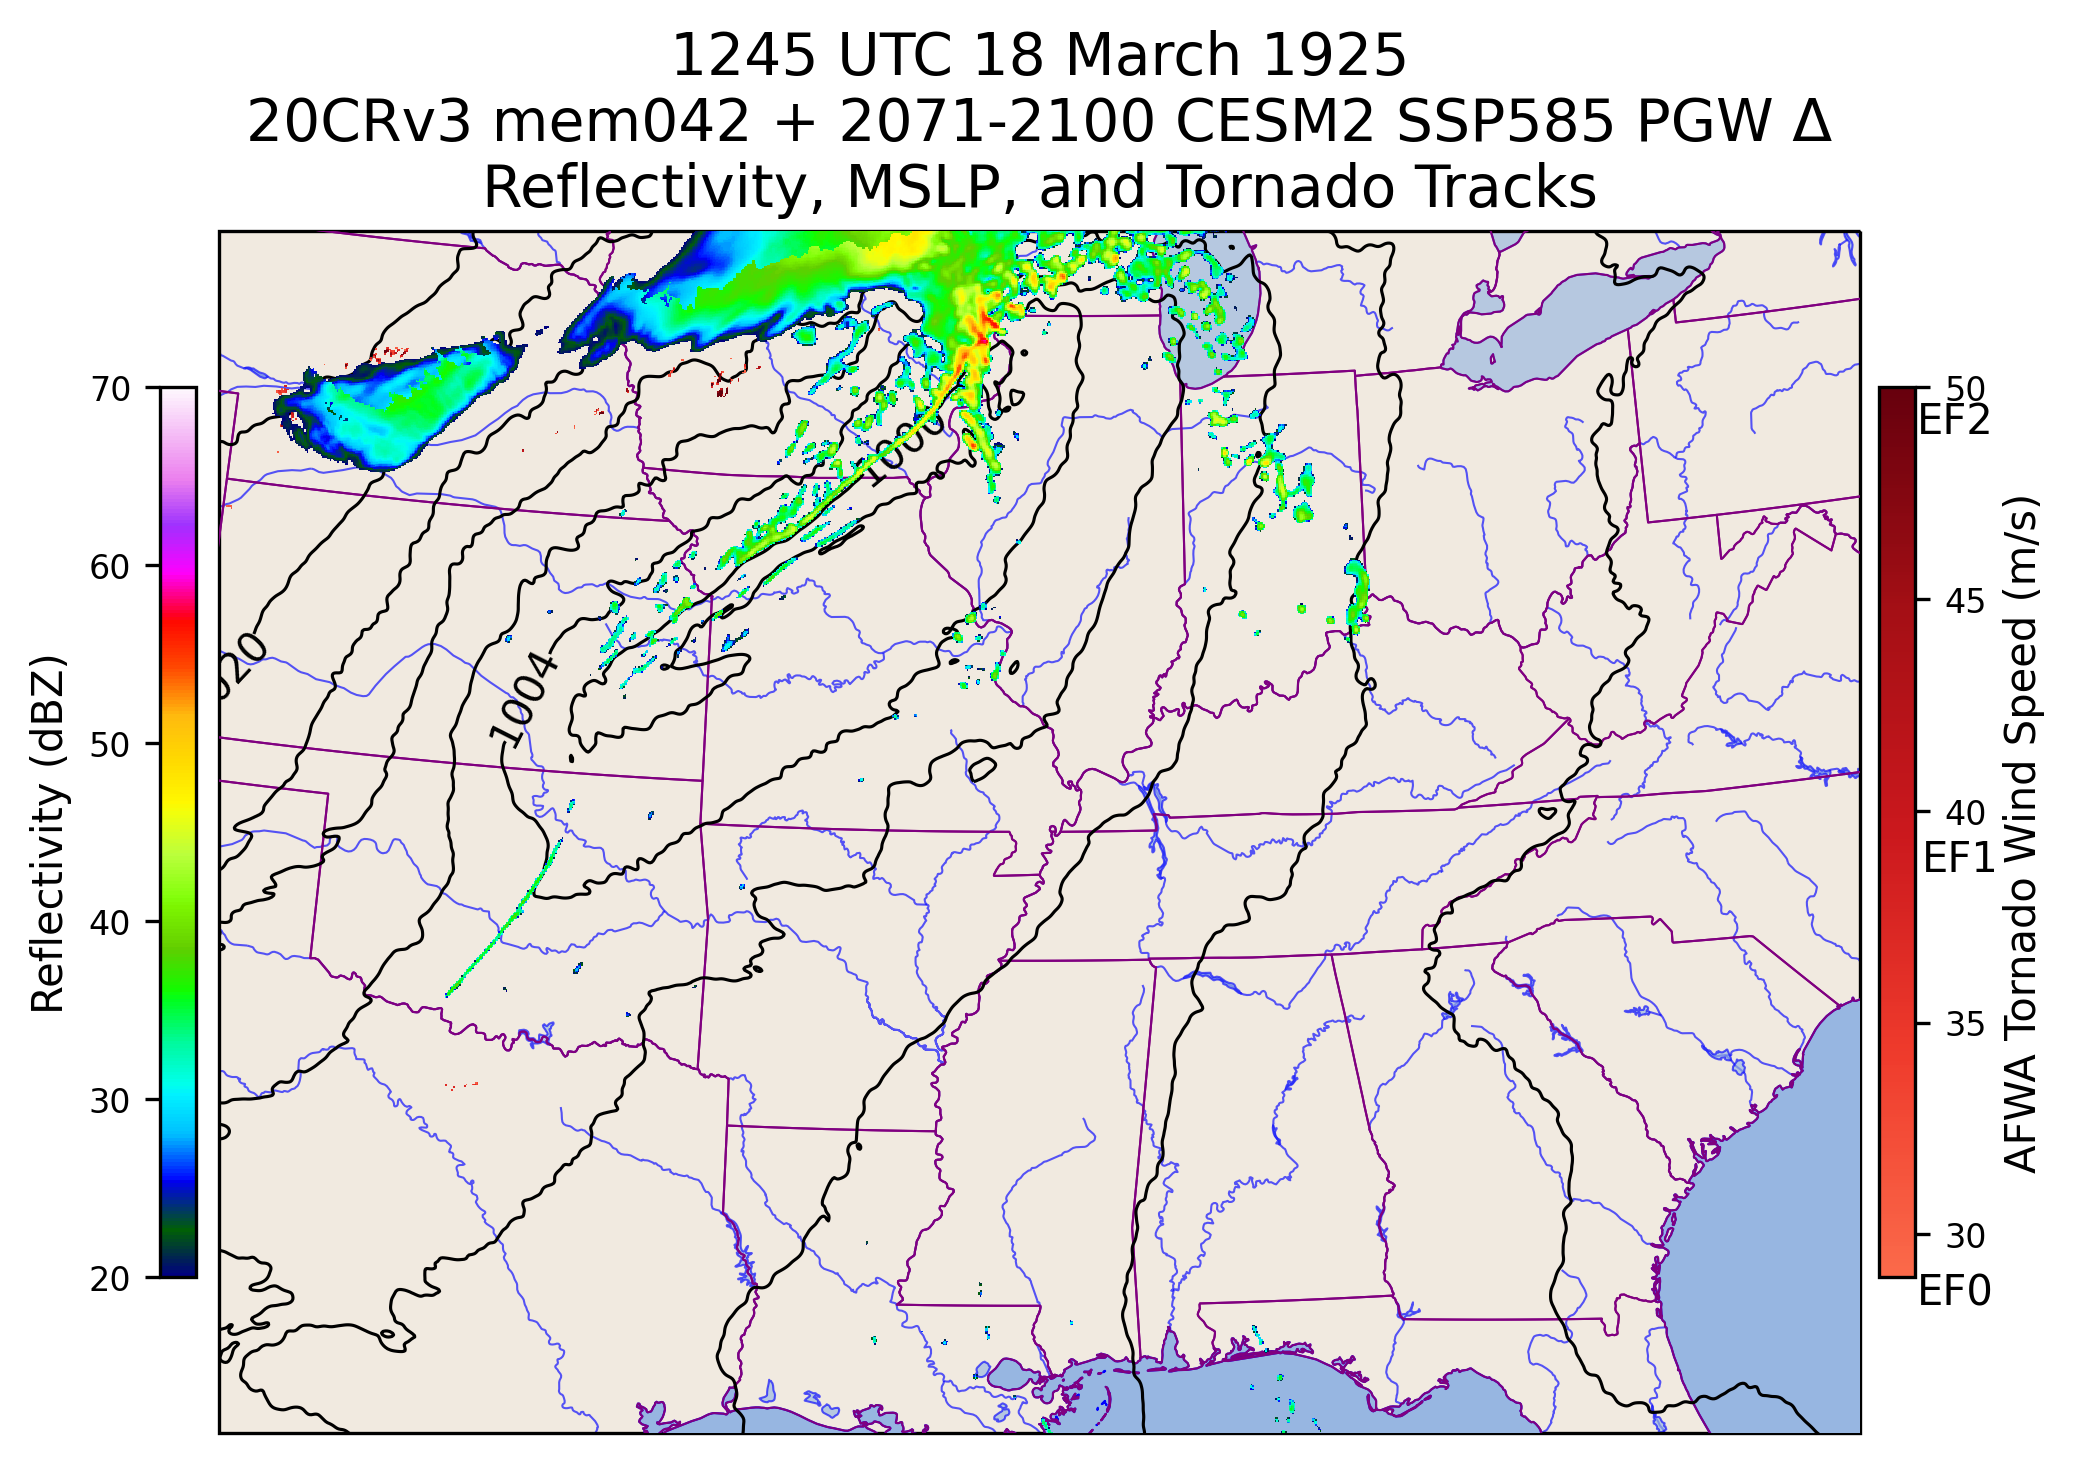 1245 UTC 18 March 1925
20CRv3 mem042 + 2071-2100 CESM2 SSP585 PGW Δ
Reflectivity, MSLP, and Tornado Tracks
70
60
50
40
30
20
Reflectivity (dBZ)
1000
1004
020
50
EF2
45
40
EF1
35
30
EF0
AFWA Tornado Wind Speed (m/s)